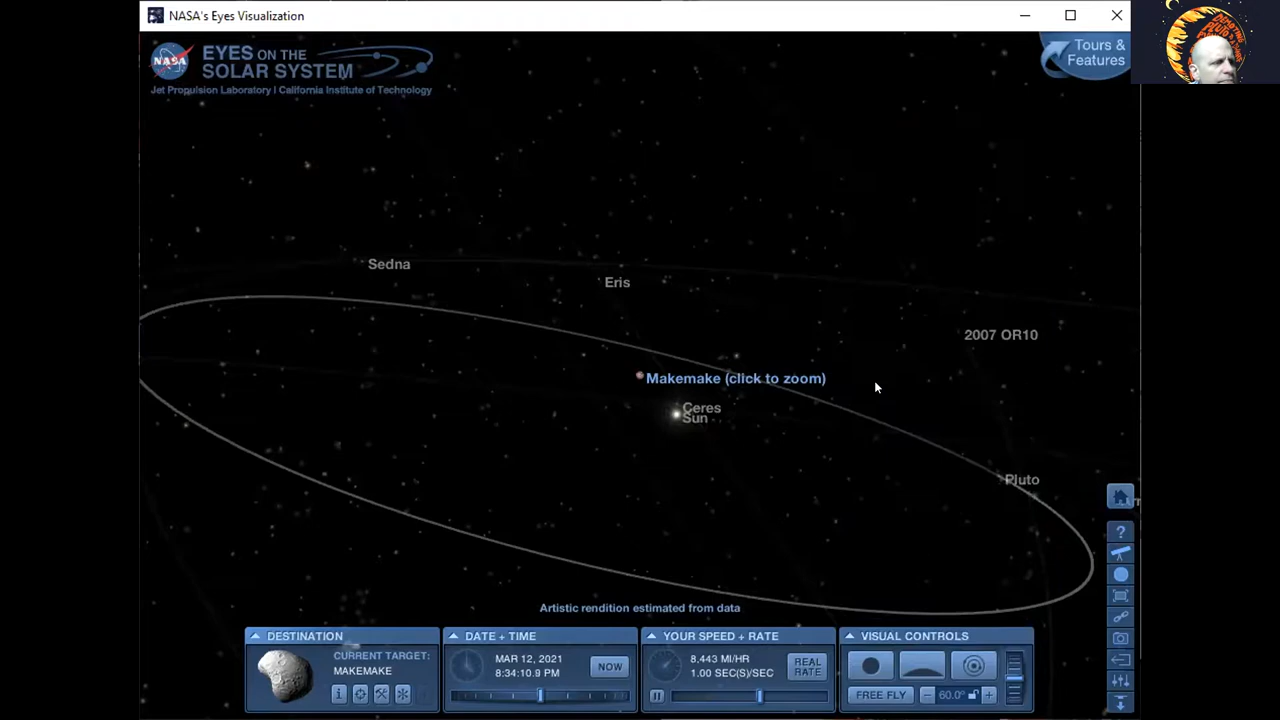 NASA's Eyes Visualization
NASA
EYES ON THE
SOLAR SYSTEM
Jet Propulsion Laboratory | California Institute of Technology
Tours &
Features
DEMOTING
PLUTO
Sedna
Eris
2007 OR10
Makemake (click to zoom)
Ceres
Sun
Pluto
?
Artistic rendition estimated from data
DESTINATION
CURRENT TARGET:
MAKEMAKE
DATE + TIME
MAR 12, 2021
8:34:10.9 PM
NOW
YOUR SPEED + RATE
8,443 MI/HR
1.00 SEC(S)/SEC
REAL
RATE
VISUAL CONTROLS
FREE FLY
60.0°